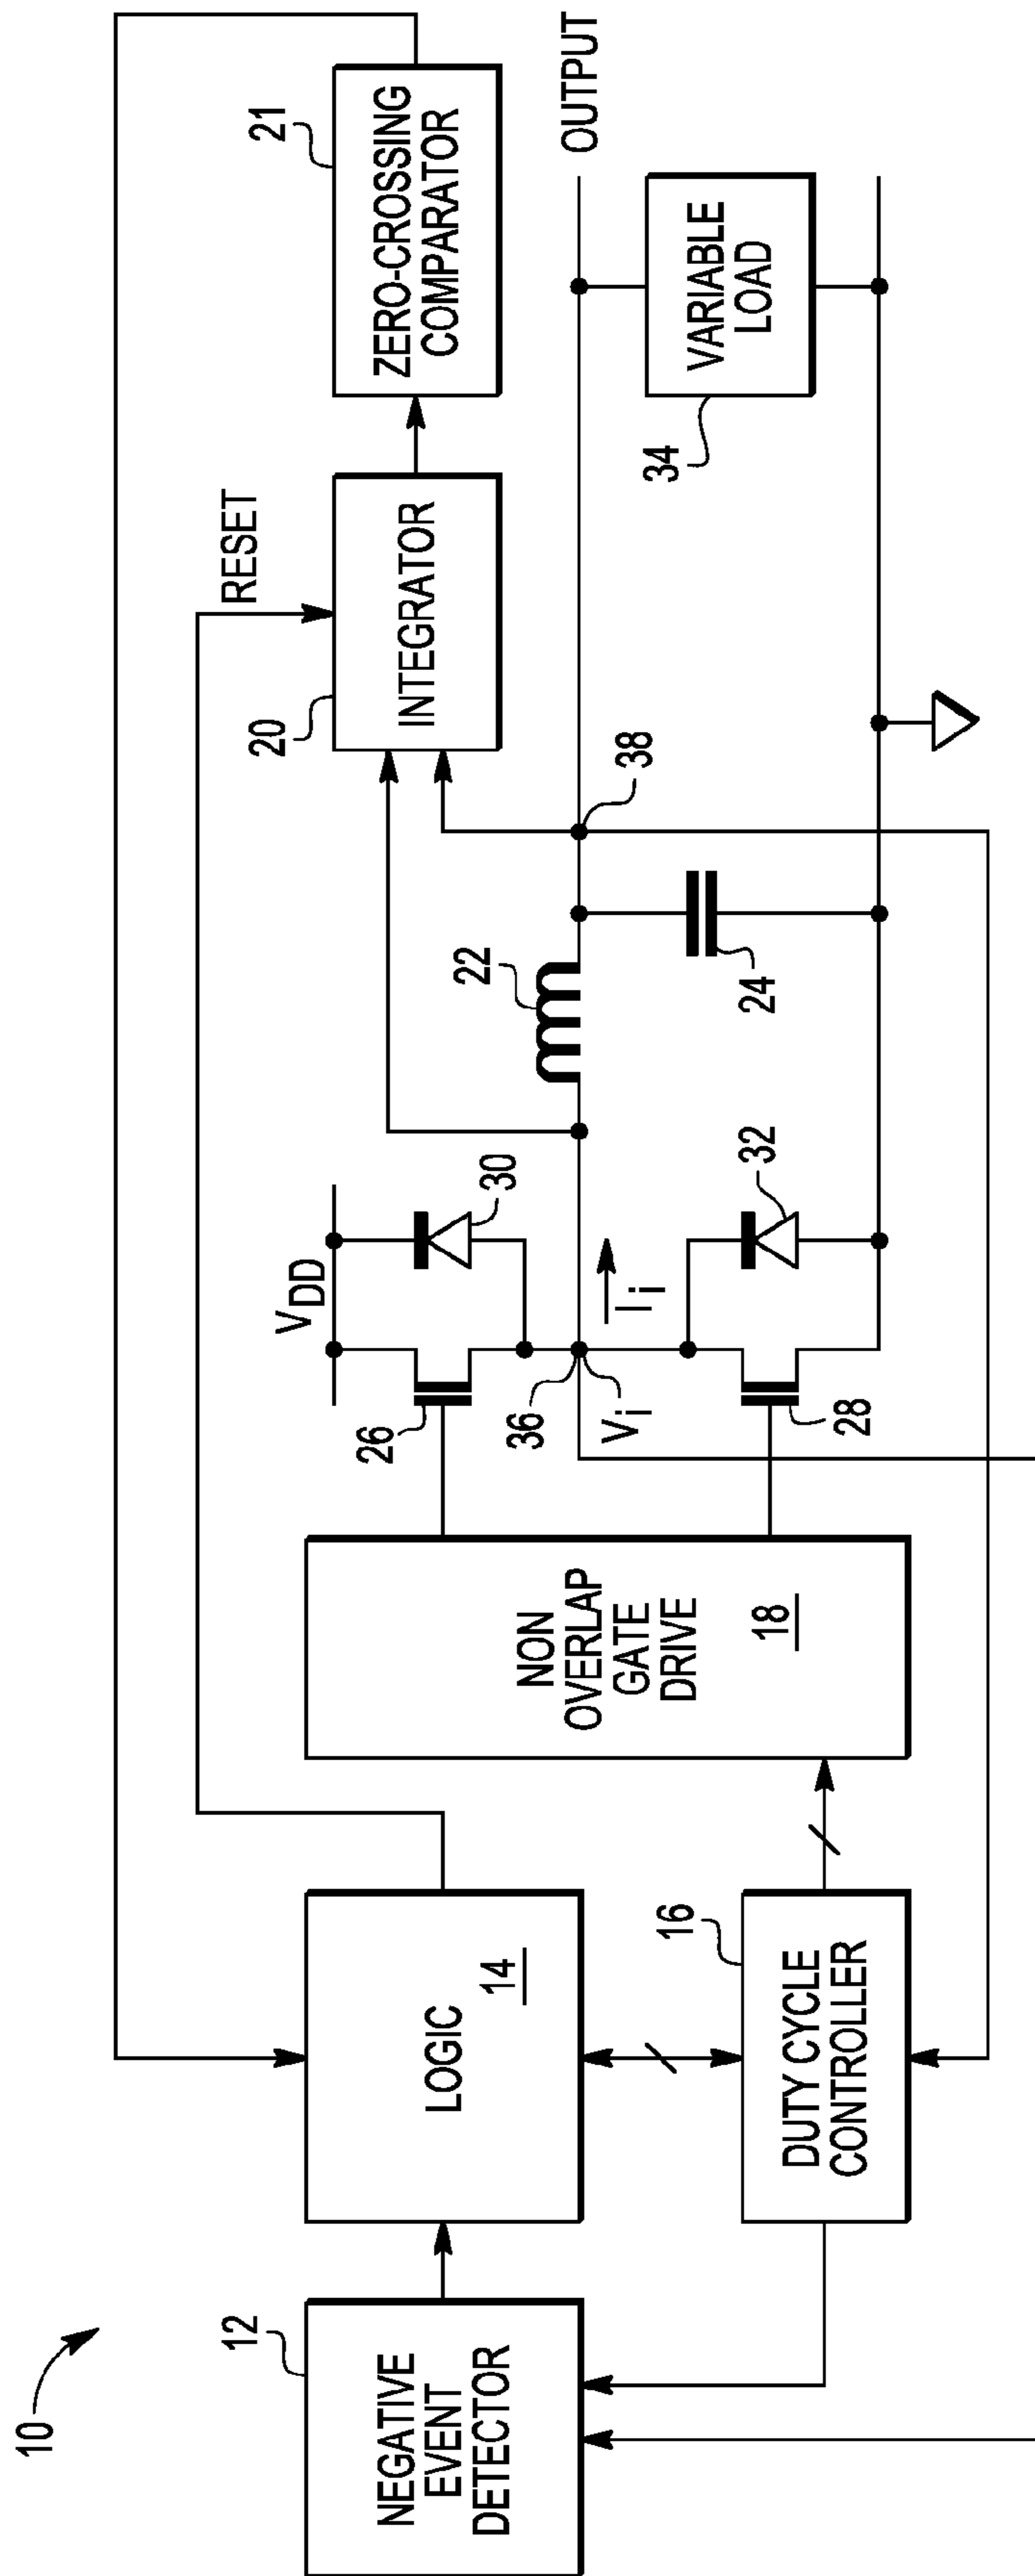 10
12
NEGATIVE
EVENT
DETECTOR
LOGIC
14
16
DUTY CYCLE
CONTROLLER
NON
OVERLAP
GATE
DRIVE
18
VDD
26
30
36
Vi
Ii
28
32
22
24
38
20
INTEGRATOR
RESET
21
ZERO-CROSSING
COMPARATOR
OUTPUT
34
VARIABLE
LOAD